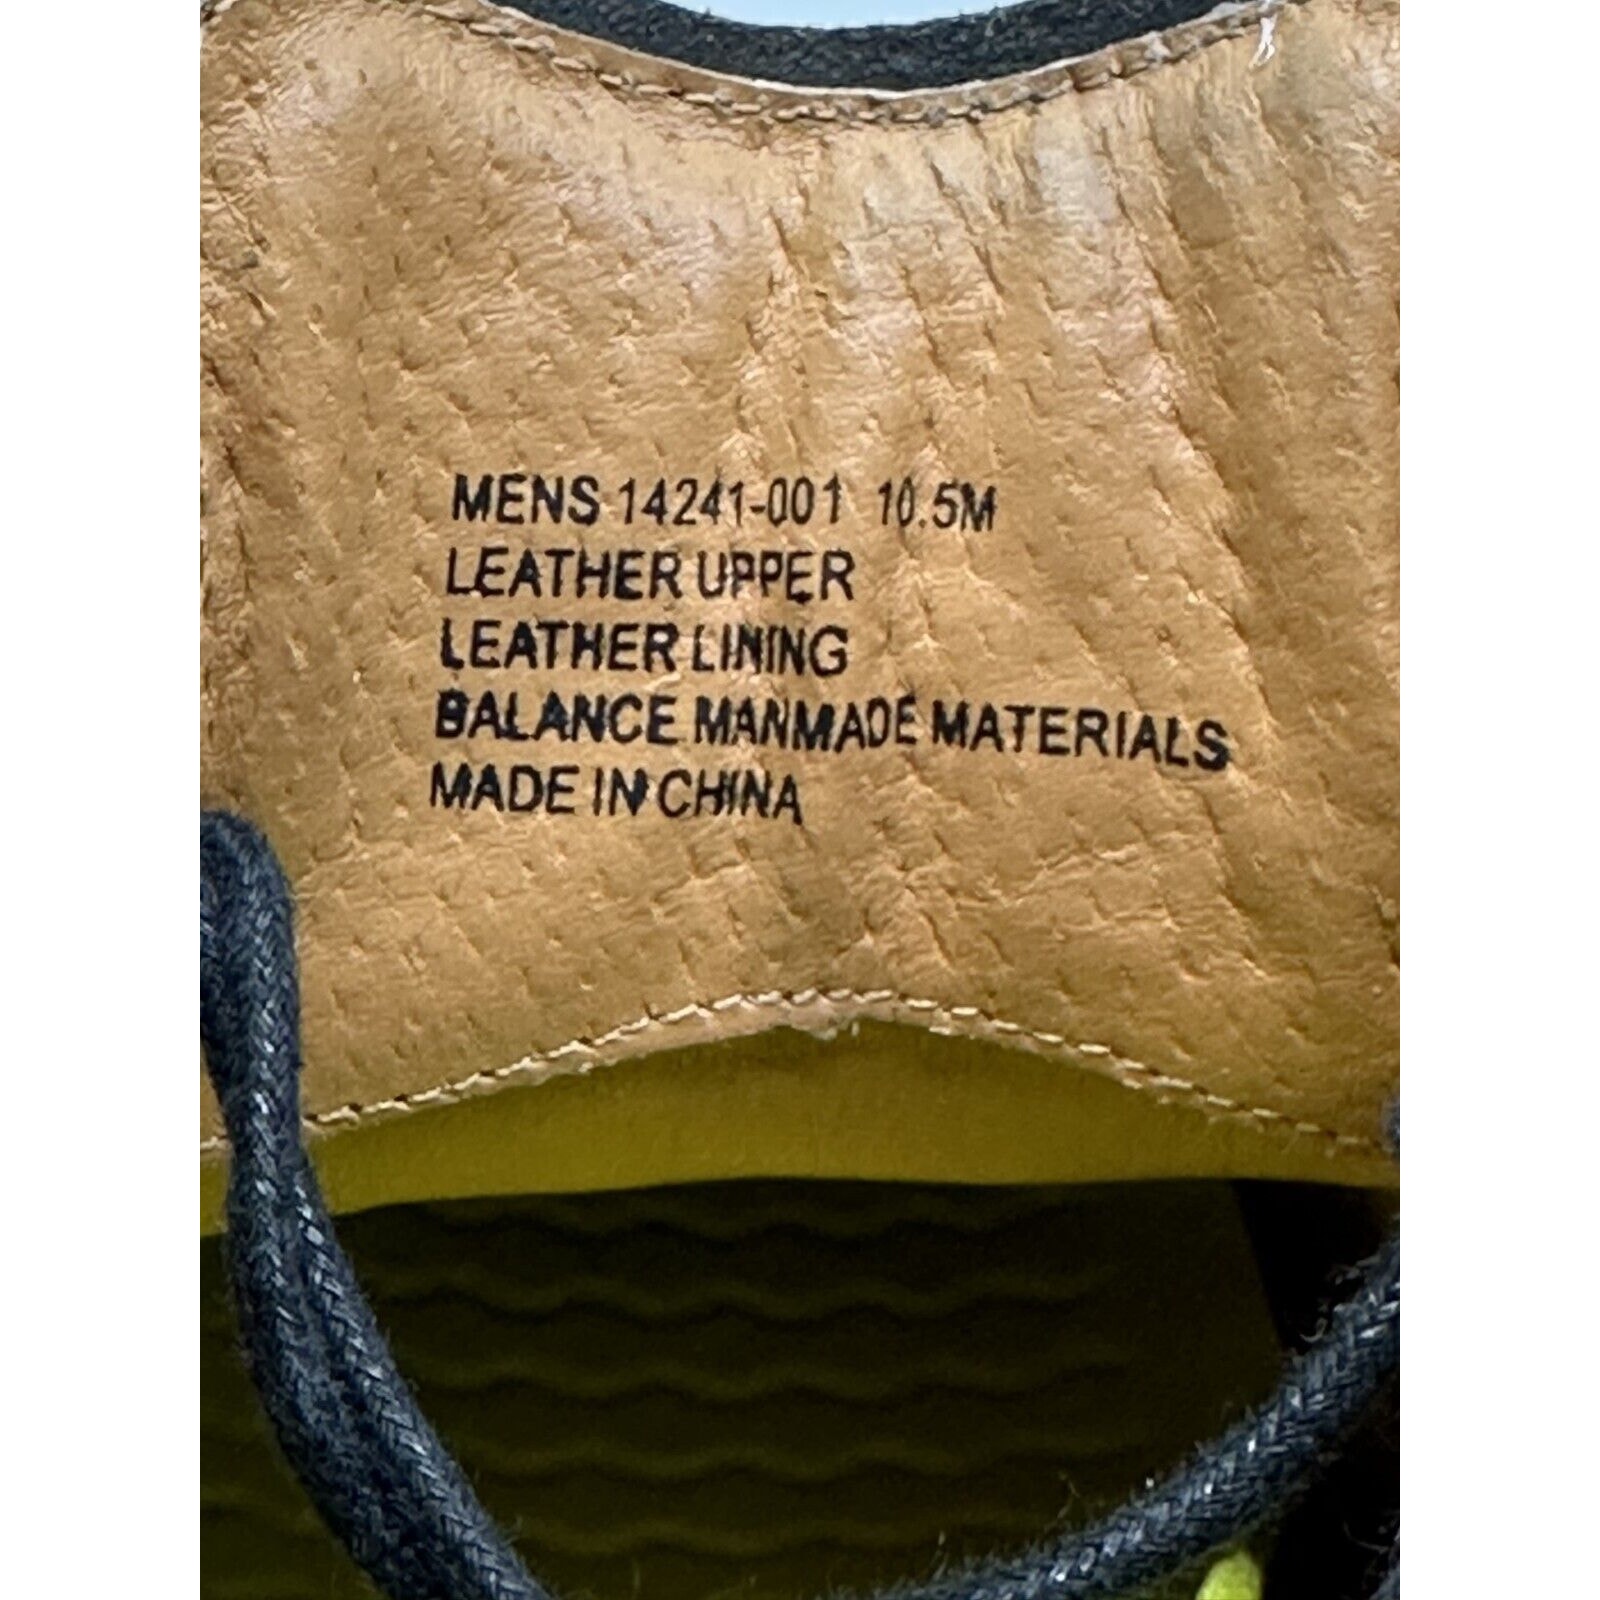 MENS 14241-001 10.5M
LEATHER UPPER
LEATHER LINING
BALANCE MANMADE MATERIALS
MADE IN CHINA